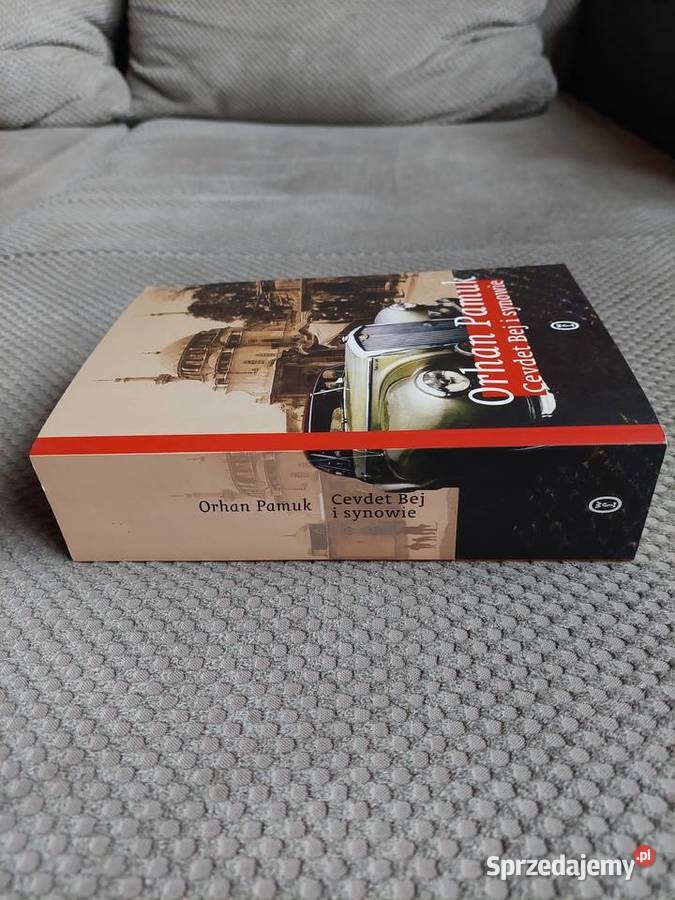 Orhan Pamuk
Cevdet Bej i synowie
Orhan Pamuk
Cevdet Bej
i synowie
Sprzedajemy.pl